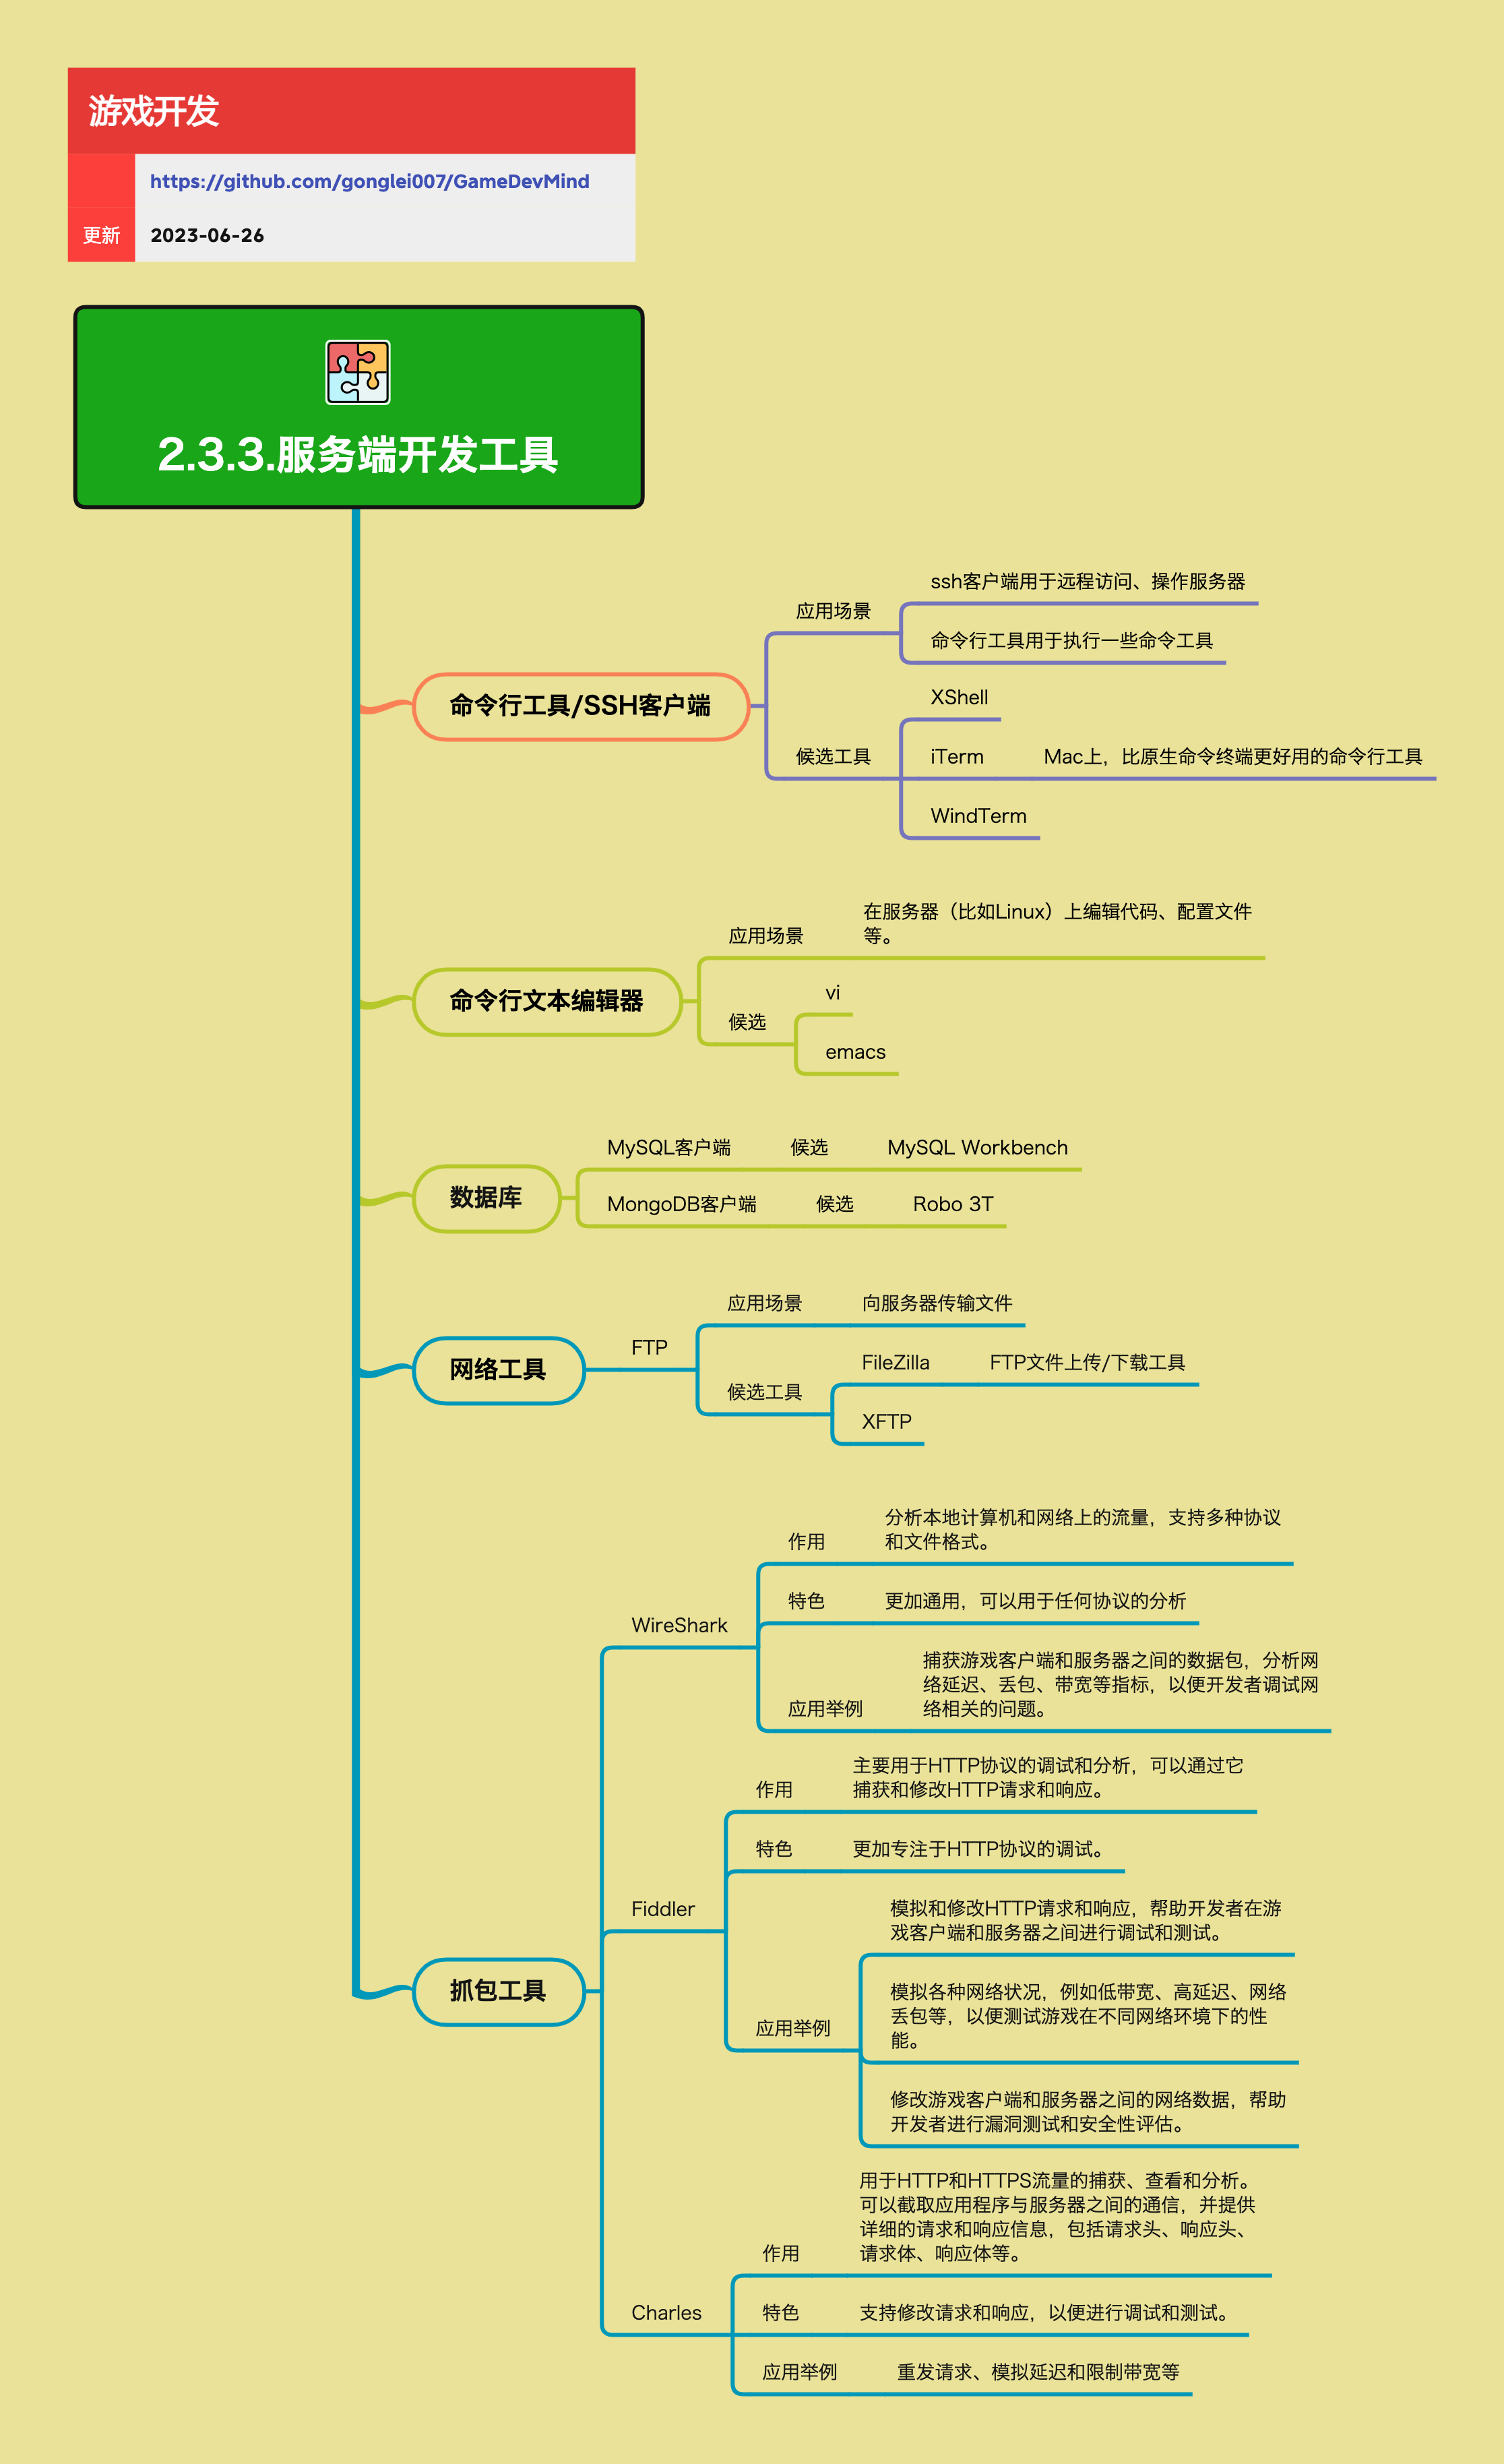 游戏开发
https://github.com/gonglei007/GameDevMind
更新
2023-06-26
2.3.3.服务端开发工具
命令行工具/SSH客户端
应用场景
ssh客户端用于远程访问、操作服务器
命令行工具用于执行一些命令工具
候选工具
XShell
iTerm
Mac上，比原生命令终端更好用的命令行工具
WindTerm
命令行文本编辑器
应用场景
在服务器（比如Linux）上编辑代码、配置文件
等。
候选
vi
emacs
数据库
MySQL客户端
候选
MySQL Workbench
MongoDB客户端
候选
Robo 3T
网络工具
FTP
应用场景
向服务器传输文件
候选工具
FileZilla
FTP文件上传/下载工具
XFTP
抓包工具
WireShark
作用
分析本地计算机和网络上的流量，支持多种协议
和文件格式。
特色
更加通用，可以用于任何协议的分析
应用举例
捕获游戏客户端和服务器之间的数据包，分析网
络延迟、丢包、带宽等指标，以便开发者调试网
络相关的问题。
Fiddler
作用
主要用于HTTP协议的调试和分析，可以通过它
捕获和修改HTTP请求和响应。
特色
更加专注于HTTP协议的调试。
应用举例
模拟和修改HTTP请求和响应，帮助开发者在游
戏客户端和服务器之间进行调试和测试。
模拟各种网络状况，例如低带宽、高延迟、网络
丢包等，以便测试游戏在不同网络环境下的性
能。
修改游戏客户端和服务器之间的网络数据，帮助
开发者进行漏洞测试和安全性评估。
Charles
作用
用于HTTP和HTTPS流量的捕获、查看和分析。
可以截取应用程序与服务器之间的通信，并提供
详细的请求和响应信息，包括请求头、响应头、
请求体、响应体等。
特色
支持修改请求和响应，以便进行调试和测试。
应用举例
重发请求、模拟延迟和限制带宽等